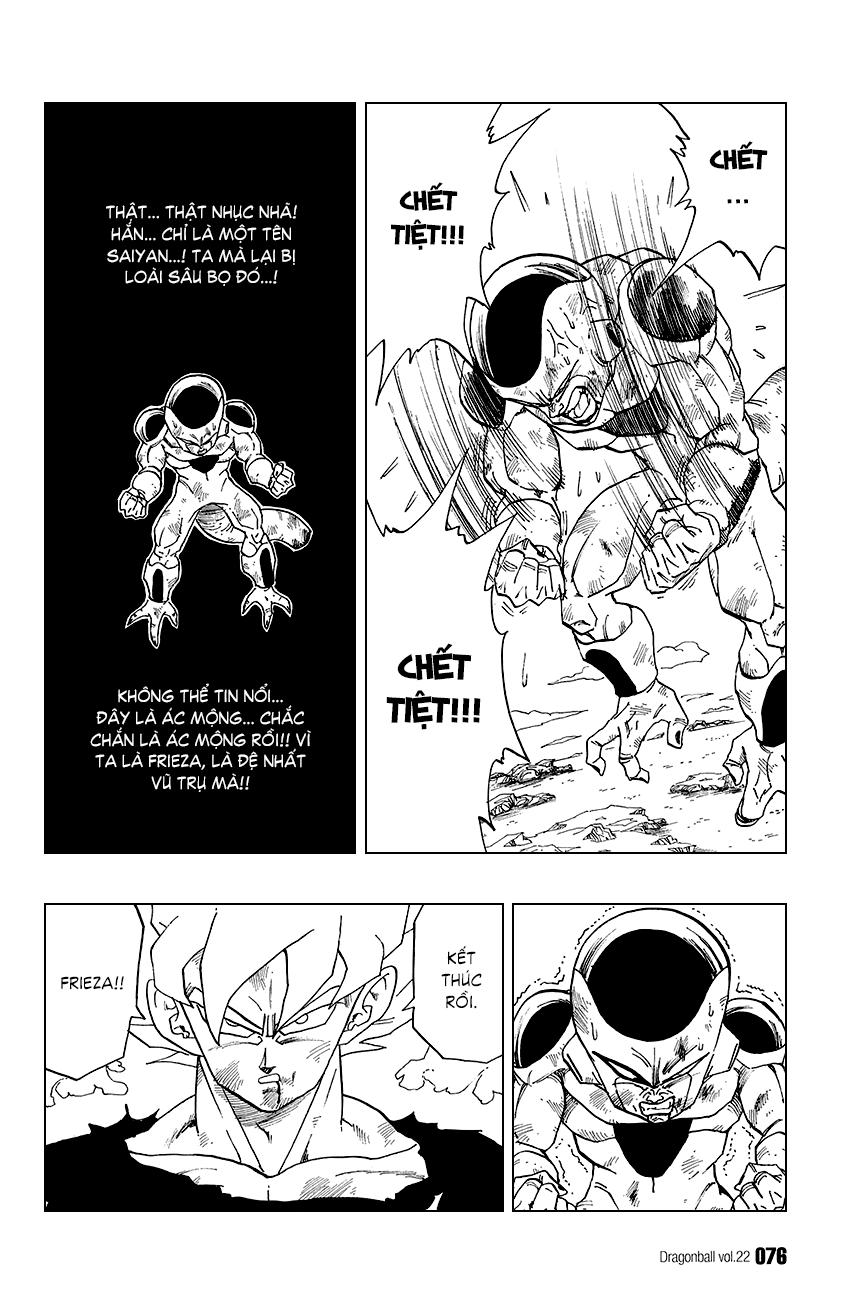 CHẾT
...
CHẾT
TIỆT!!!
CHẾT
TIỆT!!!
THẬT... THẬT NHỤC NHÃ!
HẮN... CHỈ LÀ MỘT TÊN
SAIYAN...! TA MÀ LẠI BỊ
LOÀI SÂU BỌ ĐÓ...!
KHÔNG THỂ TIN NỔI...
ĐÂY LÀ ÁC MỘNG... CHẮC
CHẮN LÀ ÁC MỘNG RỒI!! VÌ
TA LÀ FRIEZA, LÀ ĐỆ NHẤT
VŨ TRỤ MÀ!!
KẾT
THÚC
RỒI.
FRIEZA!!
Dragonball vol.22 076